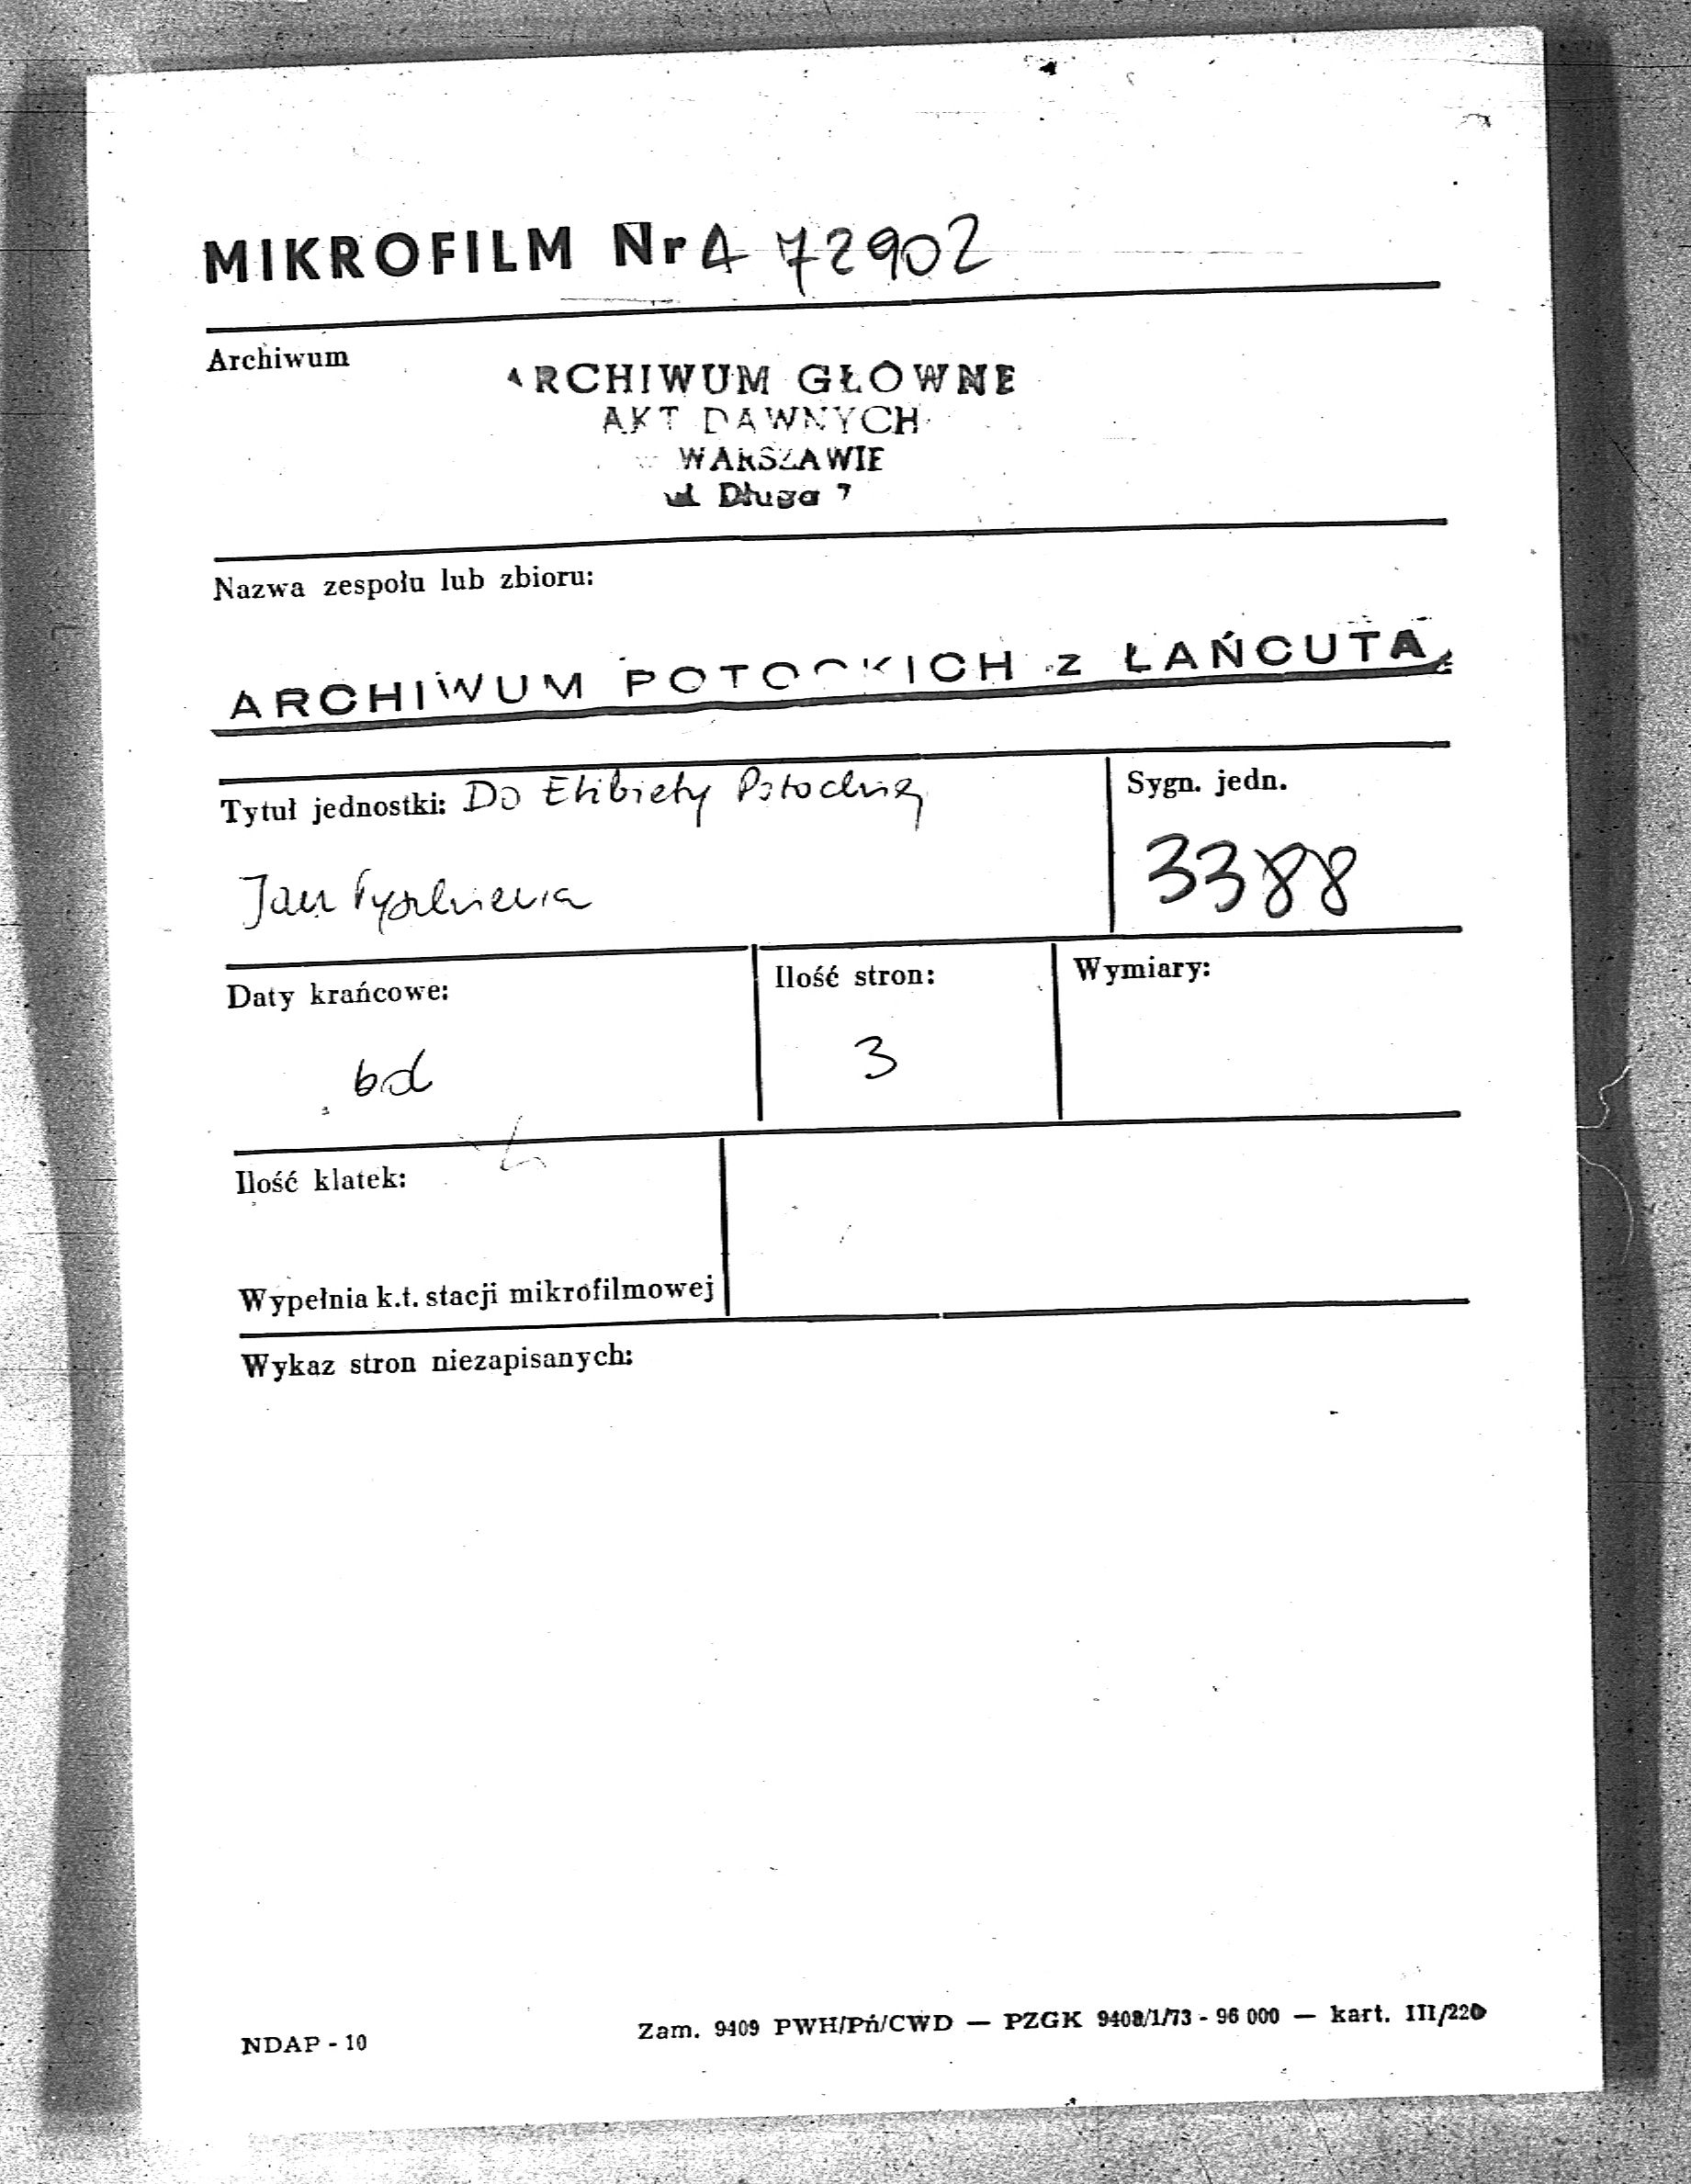 MIKROFILM Nr A 72902
Archiwum
ARCHIWUM GŁÓWNE
AKT DAWNYCH
w WARSZAWIE
ul Długa 7
Nazwa zespołu lub zbioru:
ARCHIWUM POTOCKICH z ŁAŃCUTA
Tytuł jednostki: Do Elżbiety Potockiej
Sygn. jedn.
Jan
3388
Daty krańcowe:
Ilość stron:
Wymiary:
bd
3
Ilość klatek:
Wypełnia k.t. stacji mikrofilmowej
Wykaz stron niezapisanych:
NDAP - 10
Zam. 9409 PWH/Pń/CWD — PZGK 9408/1/73 - 96 000 — kart. III/220